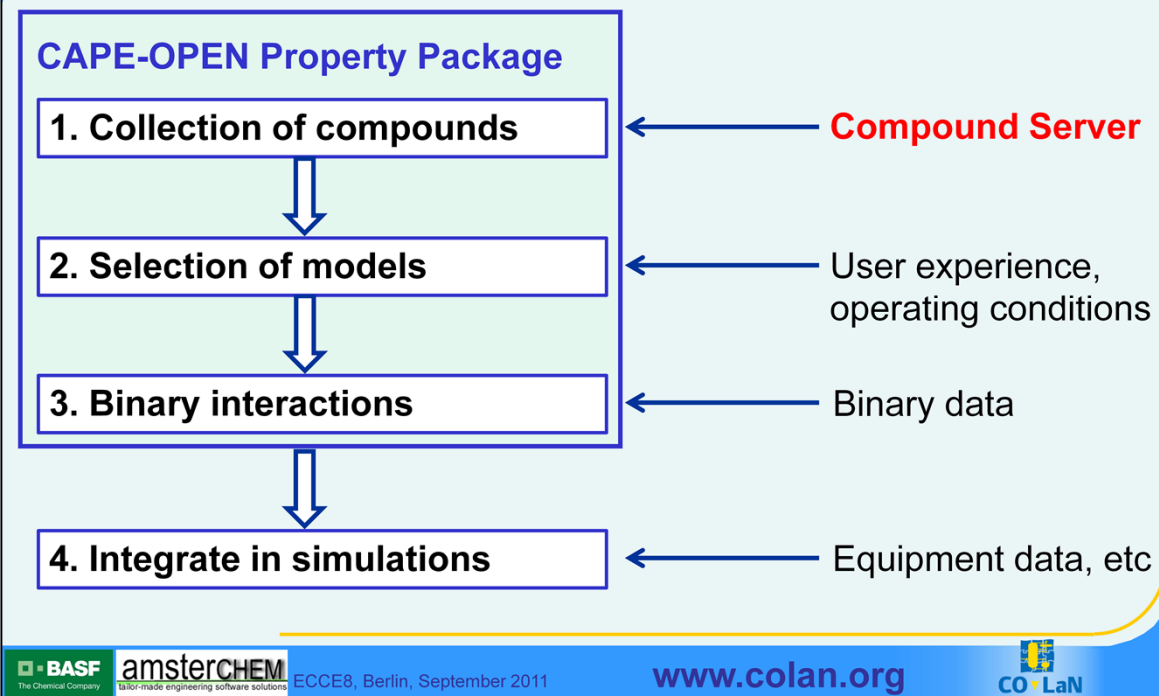 CAPE-OPEN Property Package
1. Collection of compounds
Compound Server
2. Selection of models
User experience,
operating conditions
3. Binary interactions
Binary data
4. Integrate in simulations
Equipment data, etc
BASF
The Chemical Company
amsterCHEM
tailor-made engineering software solutions
ECCE8, Berlin, September 2011
www.colan.org
CO LaN